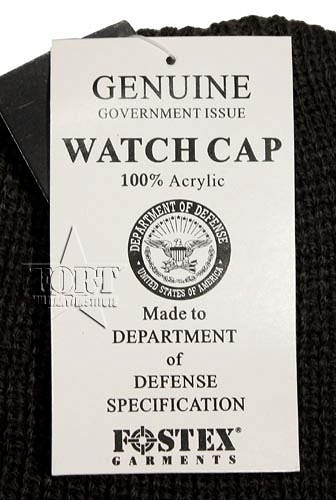 GENUINE
GOVERNMENT ISSUE
WATCH CAP
100% Acrylic
DEPARTMENT OF DEFENSE
UNITED STATES OF AMERICA
Made to
DEPARTMENT
of
DEFENSE
SPECIFICATION
FOSTEX®
GARMENTS
TORT